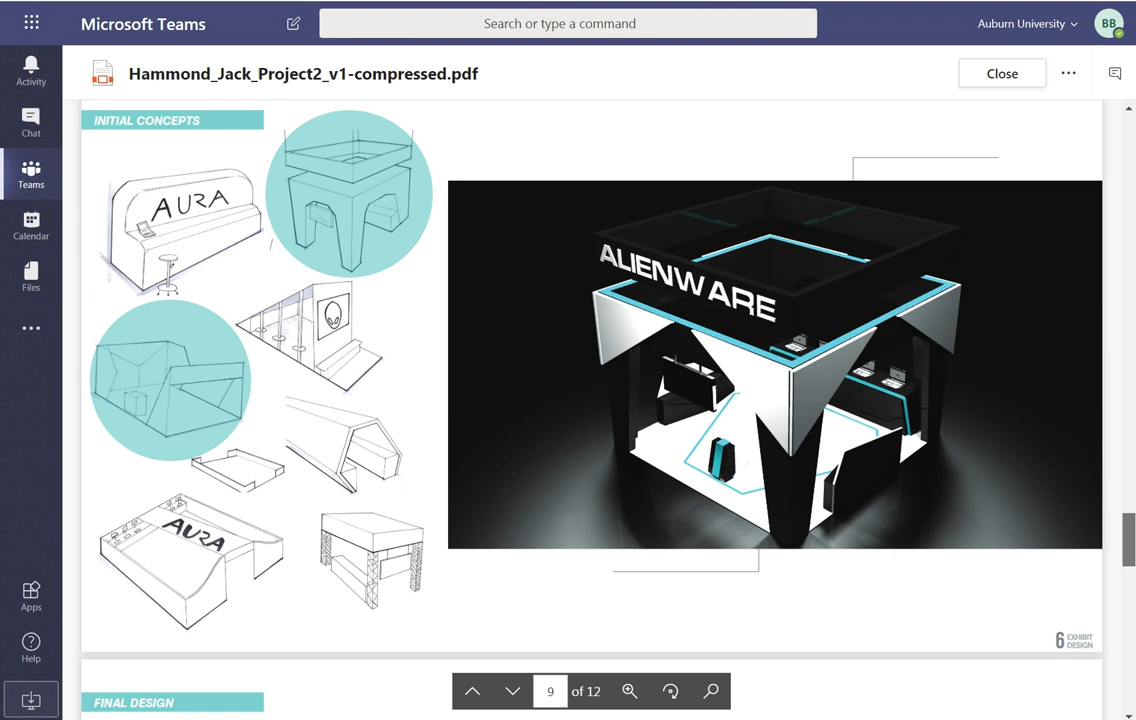 Microsoft Teams
Search or type a command
Auburn University
BB
Activity
Chat
Teams
Calendar
Files
Apps
Help
Hammond_Jack_Project2_v1-compressed.pdf
Close
INITIAL CONCEPTS
AURA
AURA
ALIENWARE
6 EXHIBIT
DESIGN
FINAL DESIGN
9 of 12